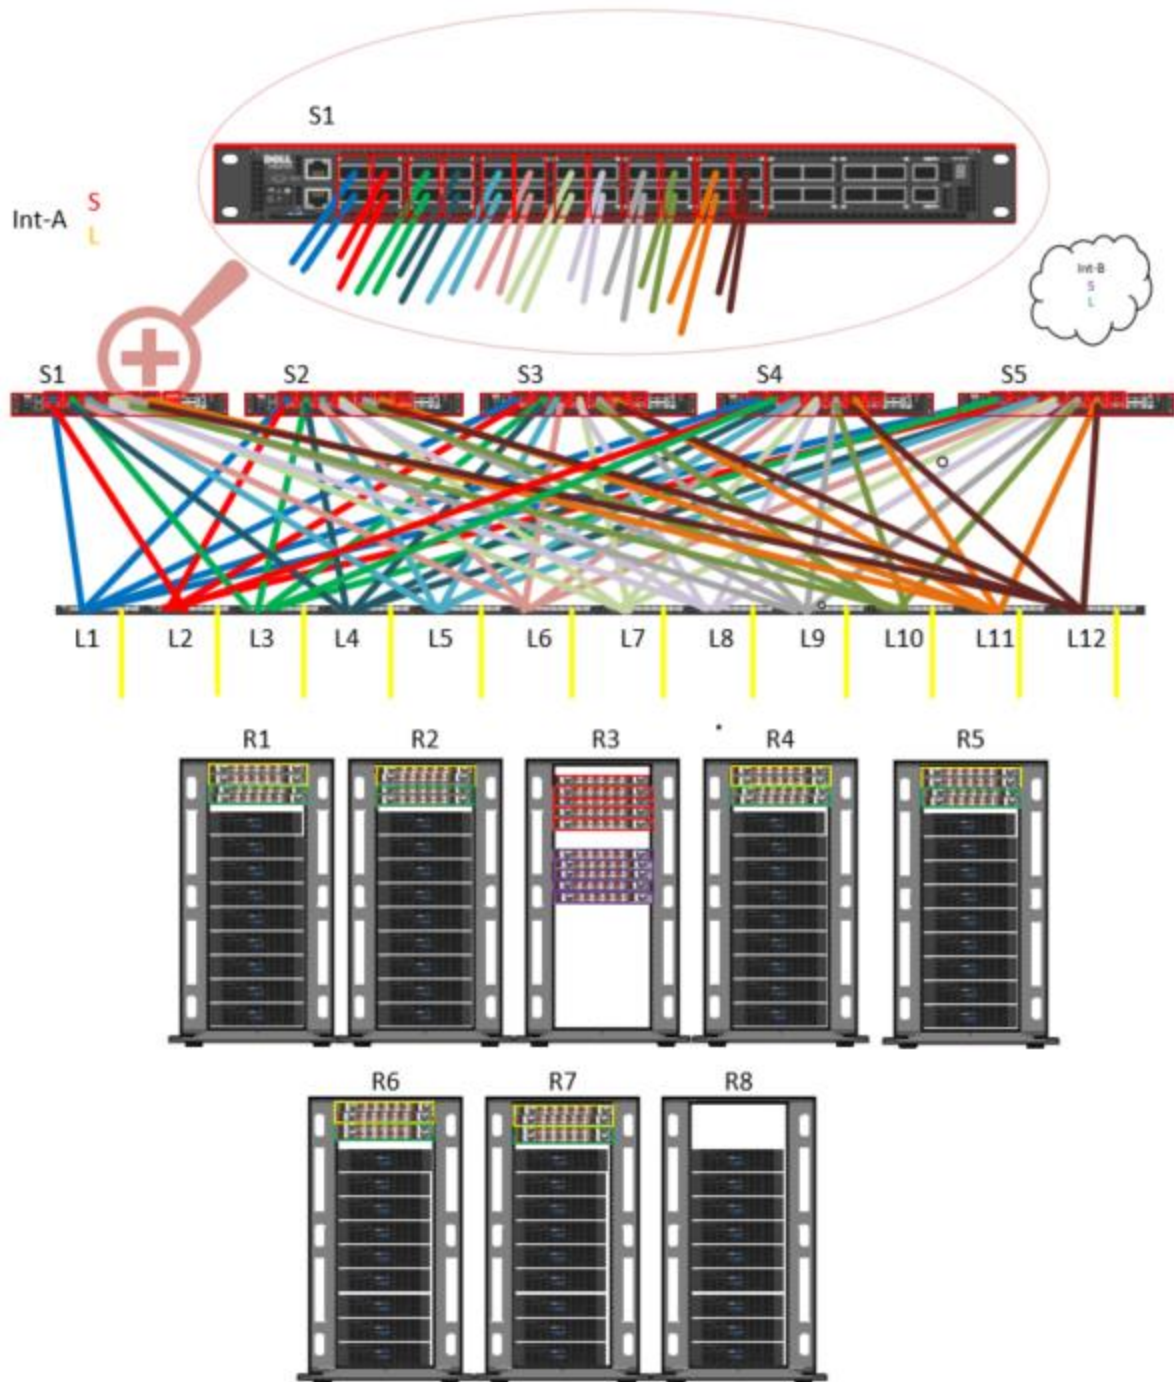 S1
DELL
Int-A
S
L
Int-B
S
L
S1 S2 S3 S4 S5
L1 L2 L3 L4 L5 L6 L7 L8 L9 L10 L11 L12
R1 R2 R3 R4 R5
R6 R7 R8